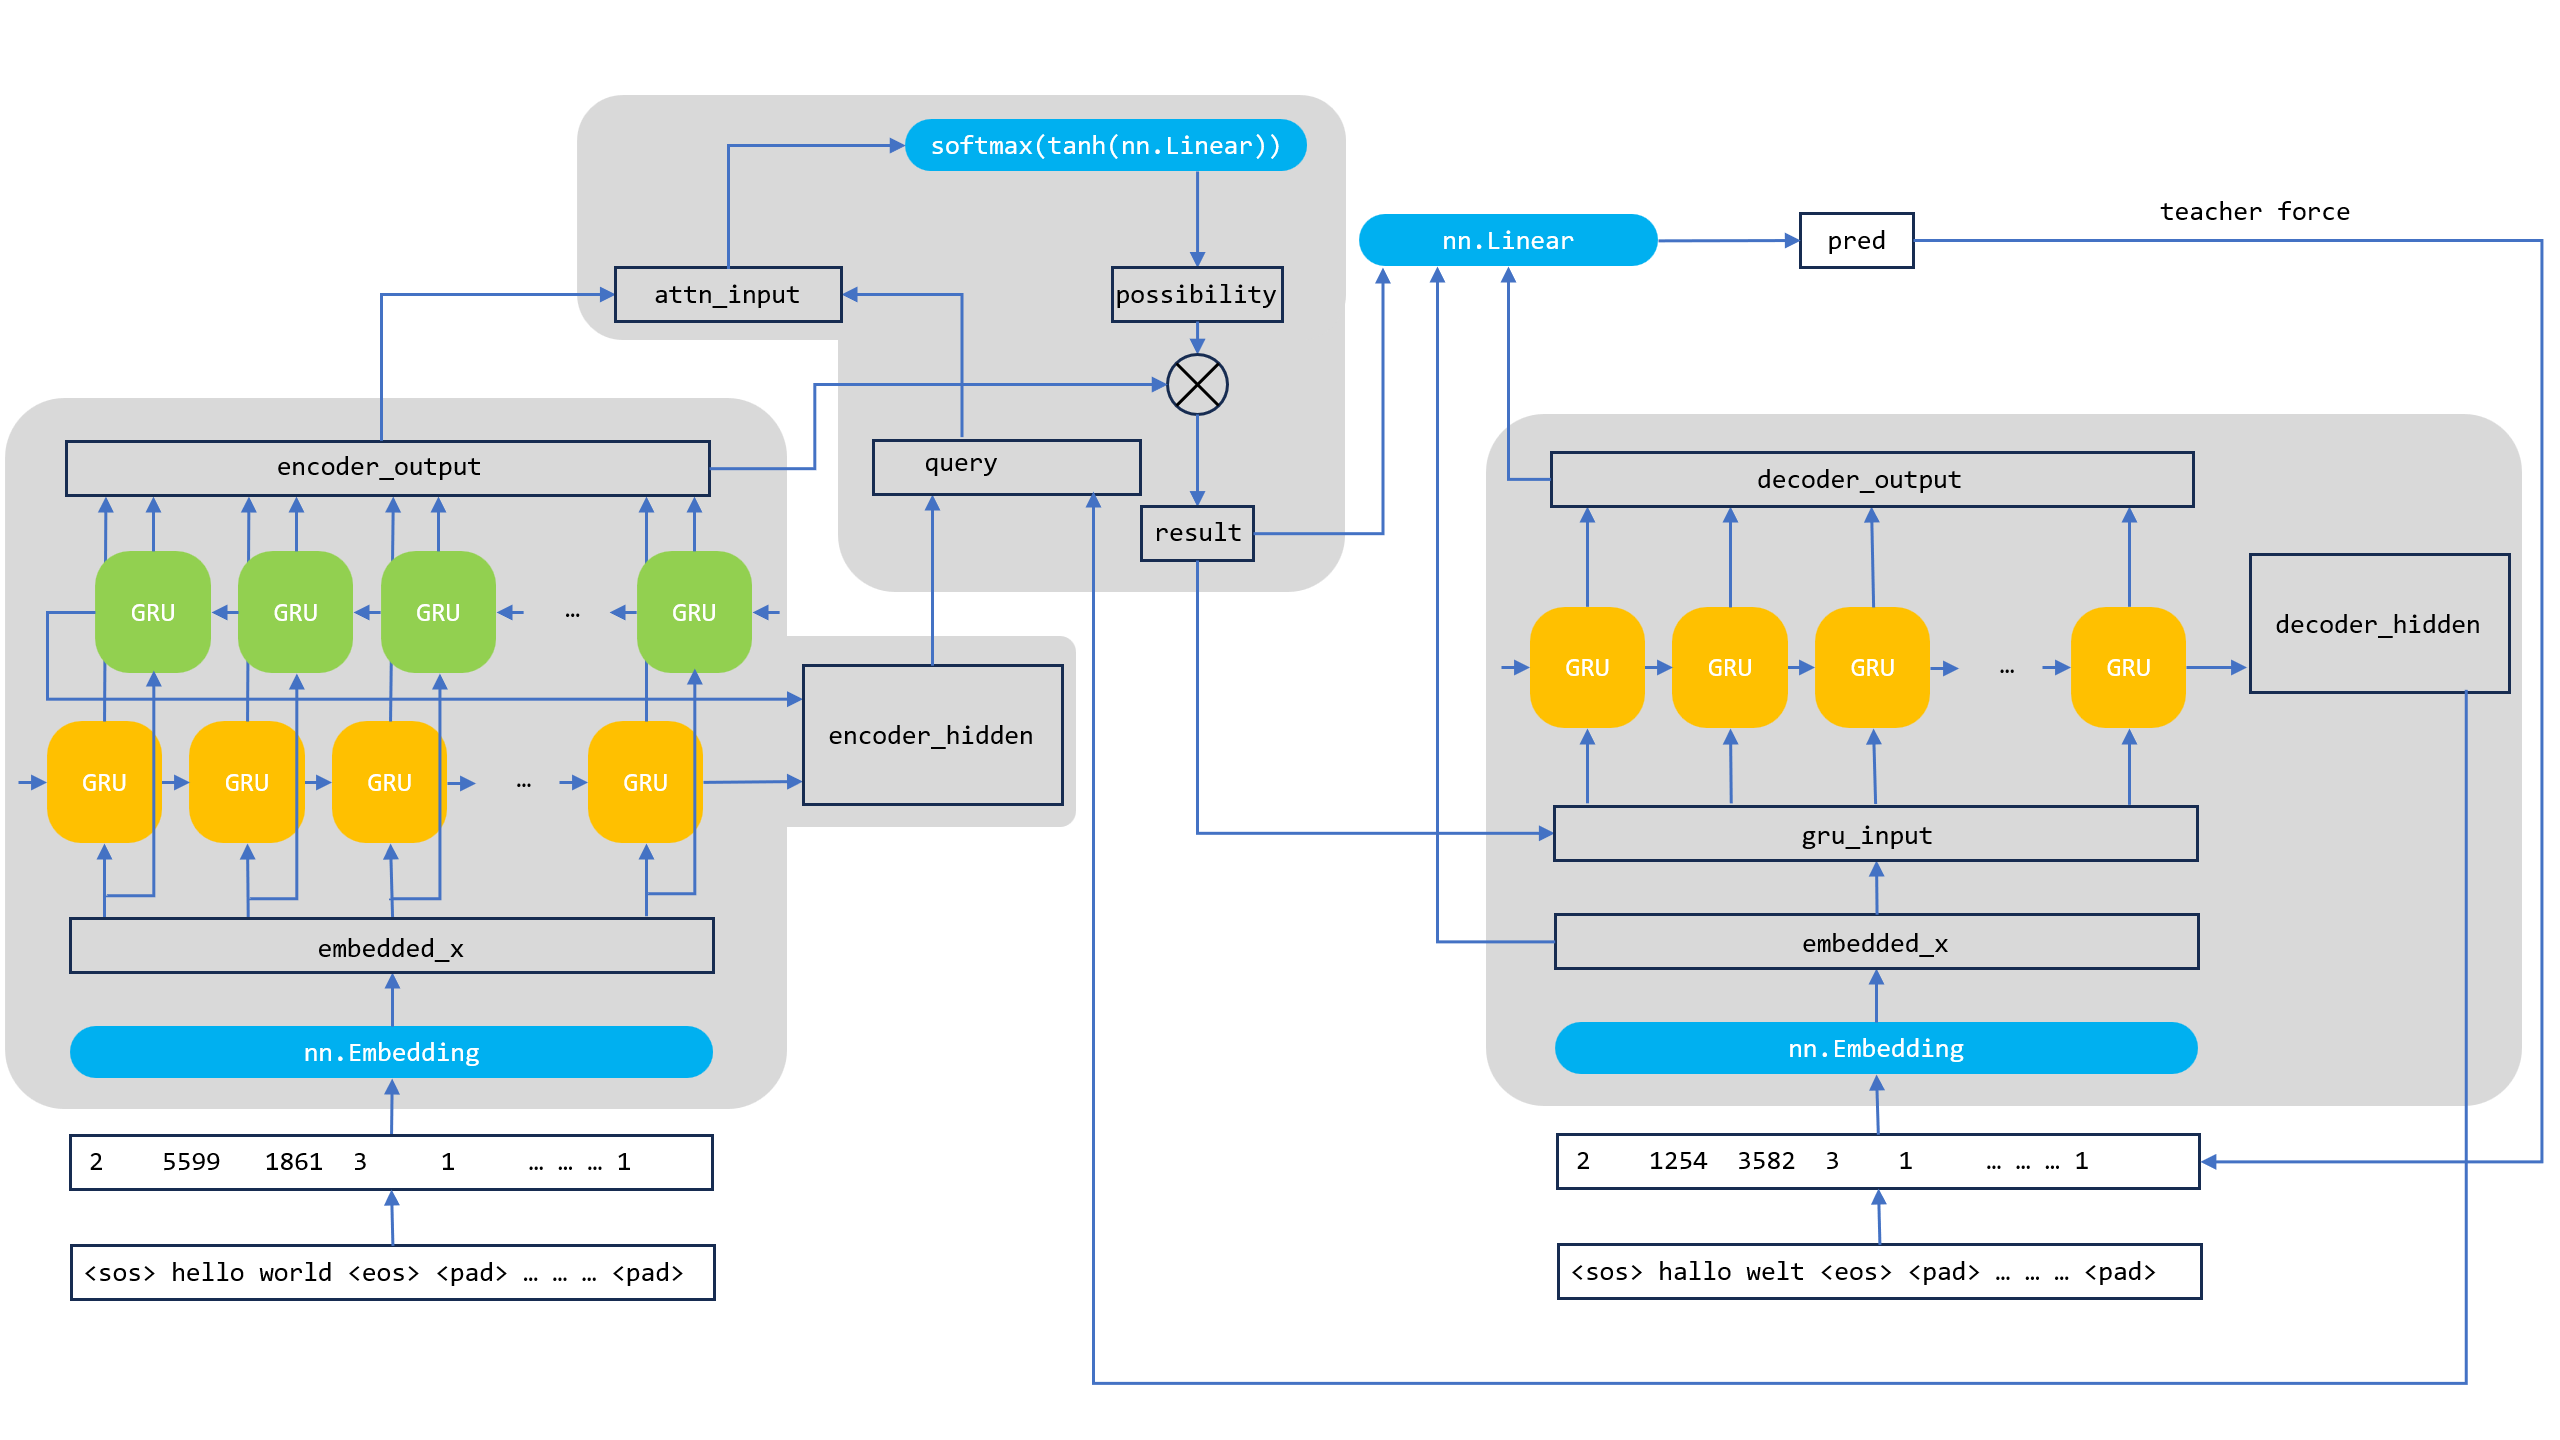 softmax(tanh(nn.Linear))
teacher force
nn.Linear
pred
attn_input
possibility
encoder_output
query
decoder_output
result
GRU GRU GRU … GRU
decoder_hidden
GRU GRU GRU … GRU
encoder_hidden
GRU GRU GRU … GRU
gru_input
embedded_x
embedded_x
nn.Embedding
nn.Embedding
2 5599 1861 3 1 … … … 1
2 1254 3582 3 1 … … … 1
<sos> hello world <eos> <pad> … … … <pad>
<sos> hallo welt <eos> <pad> … … … <pad>